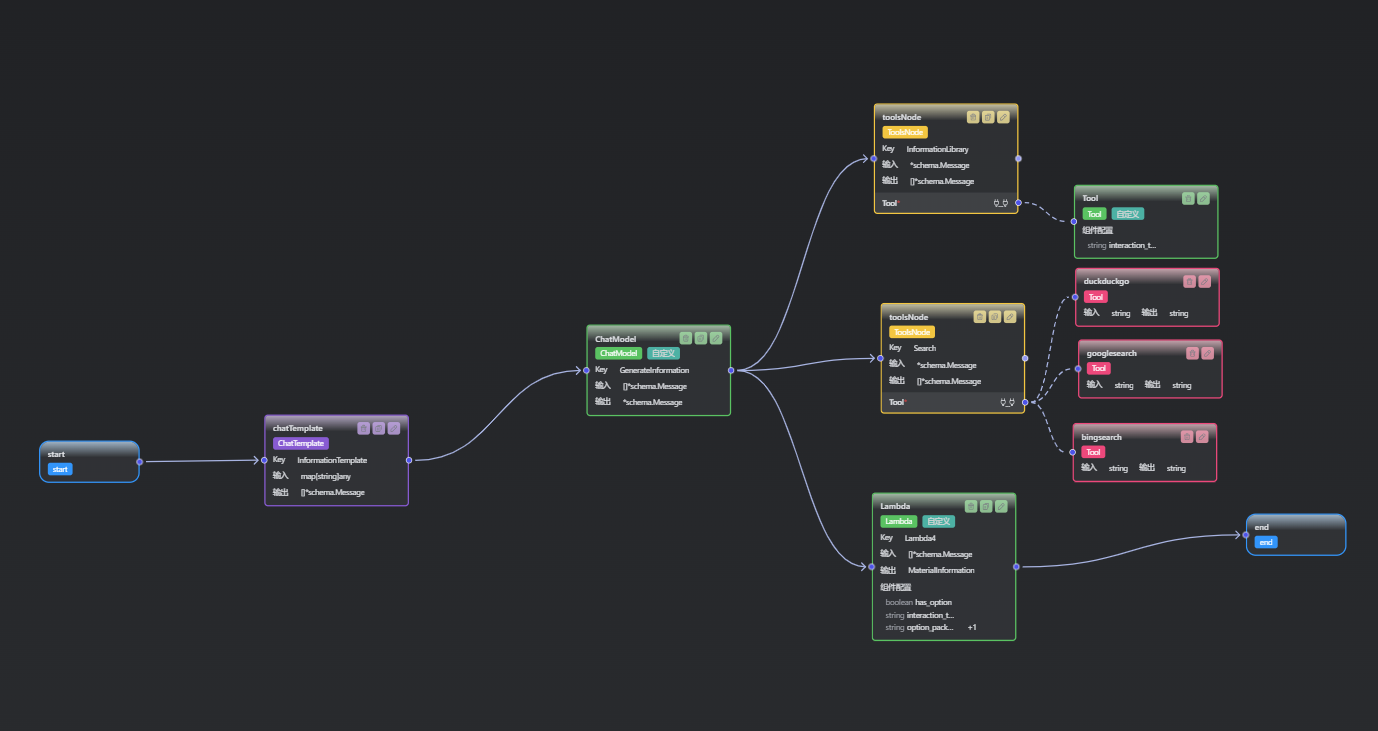 start
start
chatTemplate
ChatTemplate
Key InformationTemplate
输入 map[string]any
输出 []*schema.Message
ChatModel
ChatModel 自定义
Key GenerateInformation
输入 []*schema.Message
输出 *schema.Message
toolsNode
ToolsNode
Key InformationLibrary
输入 *schema.Message
输出 []*schema.Message
Tool*
Tool
Tool 自定义
组件配置
string interaction_t...
toolsNode
ToolsNode
Key Search
输入 *schema.Message
输出 []*schema.Message
Tool*
duckduckgo
Tool
输入 string 输出 string
googlesearch
Tool
输入 string 输出 string
bingsearch
Tool
输入 string 输出 string
Lambda
Lambda 自定义
Key Lambda4
输入 []*schema.Message
输出 MaterialInformation
组件配置
boolean has_option
string interaction_t...
string option_pack... +1
end
end